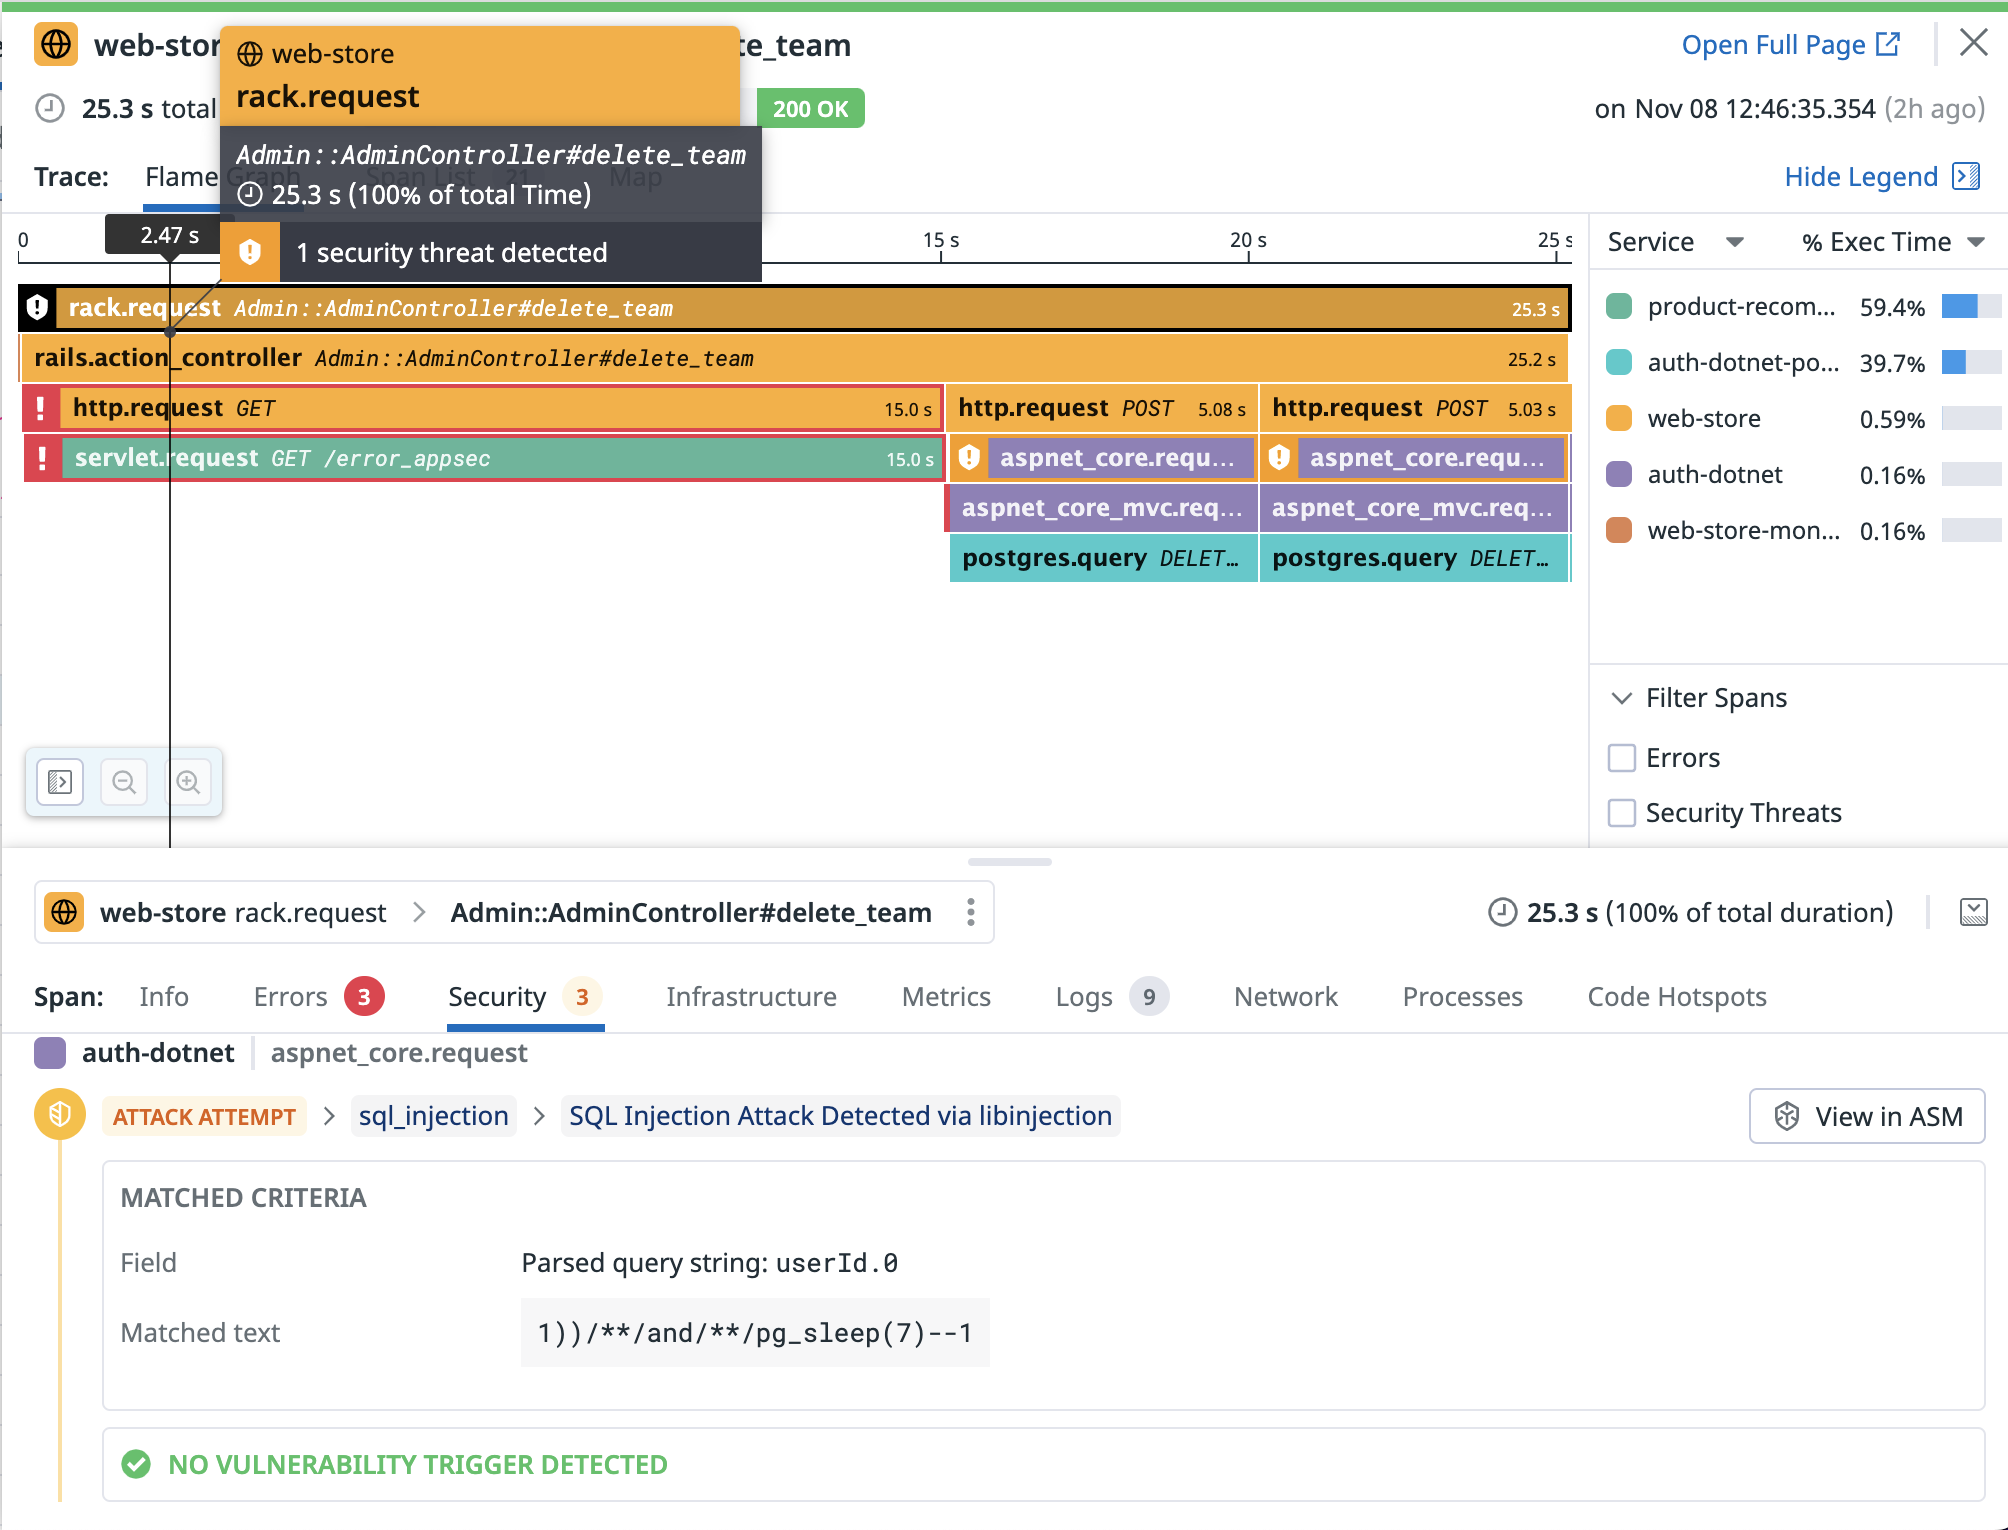 web-stor
te_team
Open Full Page
web-store
rack.request
25.3 s total
200 OK
on Nov 08 12:46:35.354 (2h ago)
Admin::AdminController#delete_team
25.3 s (100% of total Time)
1 security threat detected
Trace:
Flame Graph
Span List 21
Map
Hide Legend
0
2.47 s
15 s
20 s
25 s
Service
% Exec Time
rack.request Admin::AdminController#delete_team 25.3 s
rails.action_controller Admin::AdminController#delete_team 25.2 s
http.request GET 15.0 s
http.request POST 5.08 s
http.request POST 5.03 s
servlet.request GET /error_appsec 15.0 s
aspnet_core.requ...
aspnet_core.requ...
aspnet_core_mvc.req...
aspnet_core_mvc.req...
postgres.query DELET...
postgres.query DELET...
product-recom... 59.4%
auth-dotnet-po... 39.7%
web-store 0.59%
auth-dotnet 0.16%
web-store-mon... 0.16%
Filter Spans
Errors
Security Threats
web-store rack.request > Admin::AdminController#delete_team
25.3 s (100% of total duration)
Span: Info Errors 3 Security 3 Infrastructure Metrics Logs 9 Network Processes Code Hotspots
auth-dotnet aspnet_core.request
ATTACK ATTEMPT > sql_injection > SQL Injection Attack Detected via libinjection
View in ASM
MATCHED CRITERIA
Field Parsed query string: userId.0
Matched text 1))/**/and/**/pg_sleep(7)--1
NO VULNERABILITY TRIGGER DETECTED